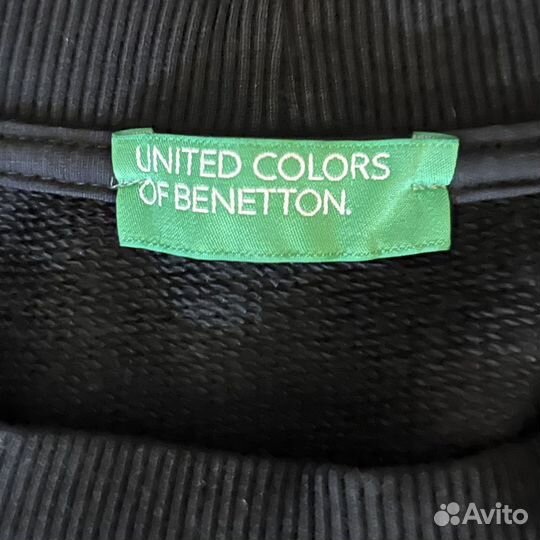 UNITED COLORS
OF BENETTON.
Avito